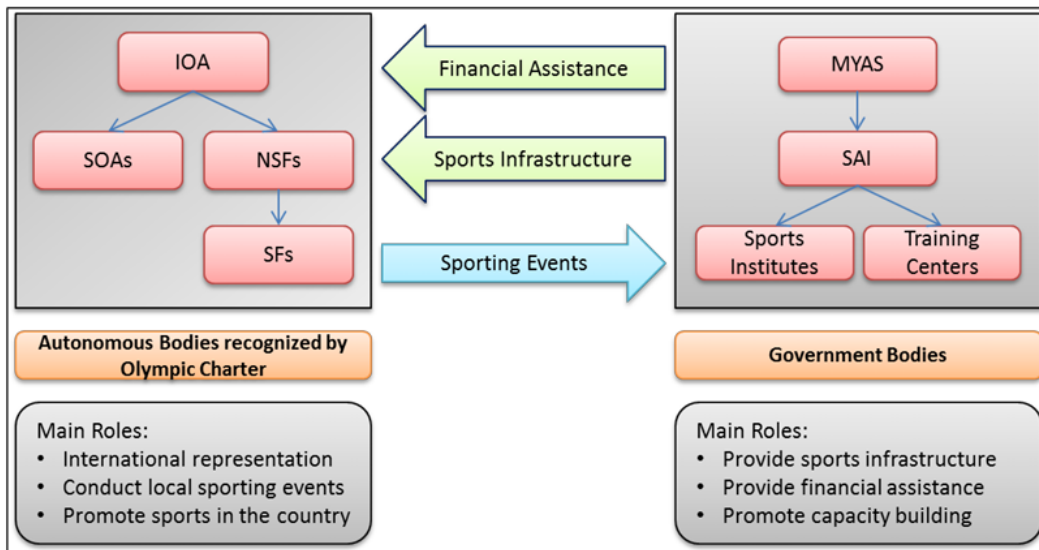 IOA
SOAs
NSFs
SFs
Financial Assistance
Sports Infrastructure
Sporting Events
MYAS
SAI
Sports
Institutes
Training
Centers
Autonomous Bodies recognized by
Olympic Charter
Government Bodies
Main Roles:
• International representation
• Conduct local sporting events
• Promote sports in the country
Main Roles:
• Provide sports infrastructure
• Provide financial assistance
• Promote capacity building